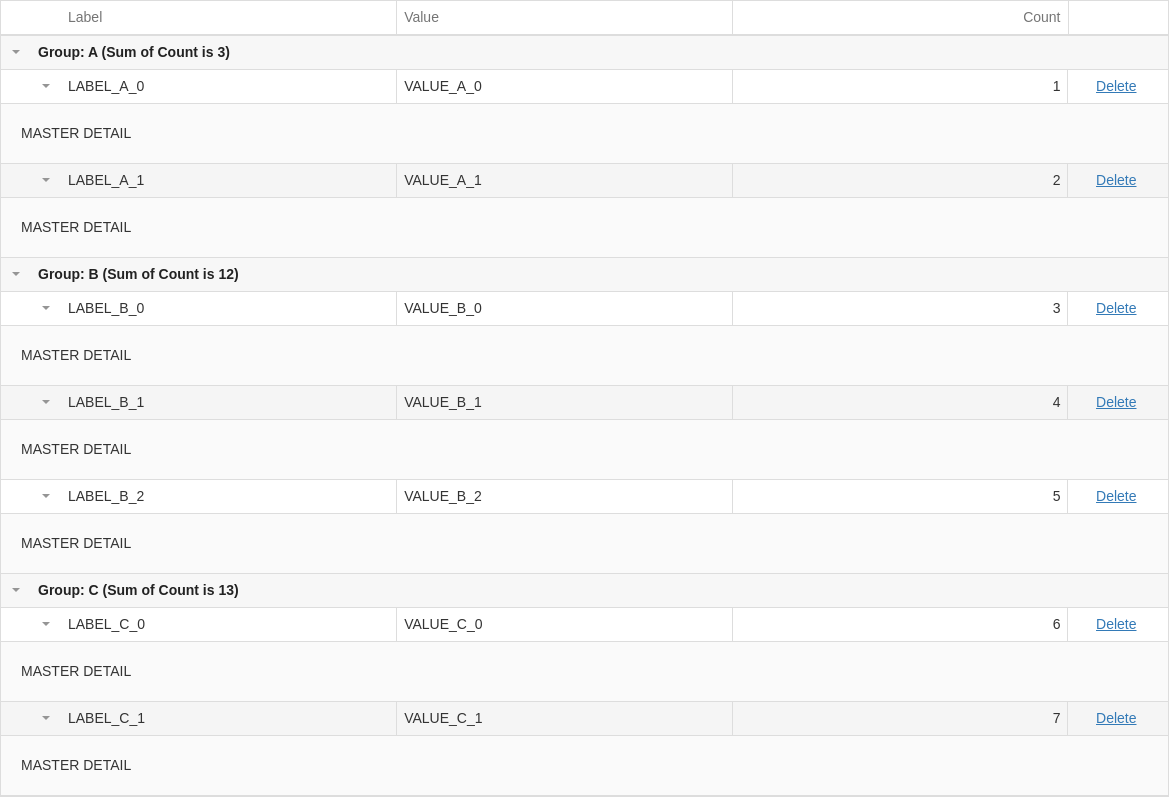 Label Value Count
Group: A (Sum of Count is 3)
LABEL_A_0 VALUE_A_0 1 Delete
MASTER DETAIL
LABEL_A_1 VALUE_A_1 2 Delete
MASTER DETAIL
Group: B (Sum of Count is 12)
LABEL_B_0 VALUE_B_0 3 Delete
MASTER DETAIL
LABEL_B_1 VALUE_B_1 4 Delete
MASTER DETAIL
LABEL_B_2 VALUE_B_2 5 Delete
MASTER DETAIL
Group: C (Sum of Count is 13)
LABEL_C_0 VALUE_C_0 6 Delete
MASTER DETAIL
LABEL_C_1 VALUE_C_1 7 Delete
MASTER DETAIL